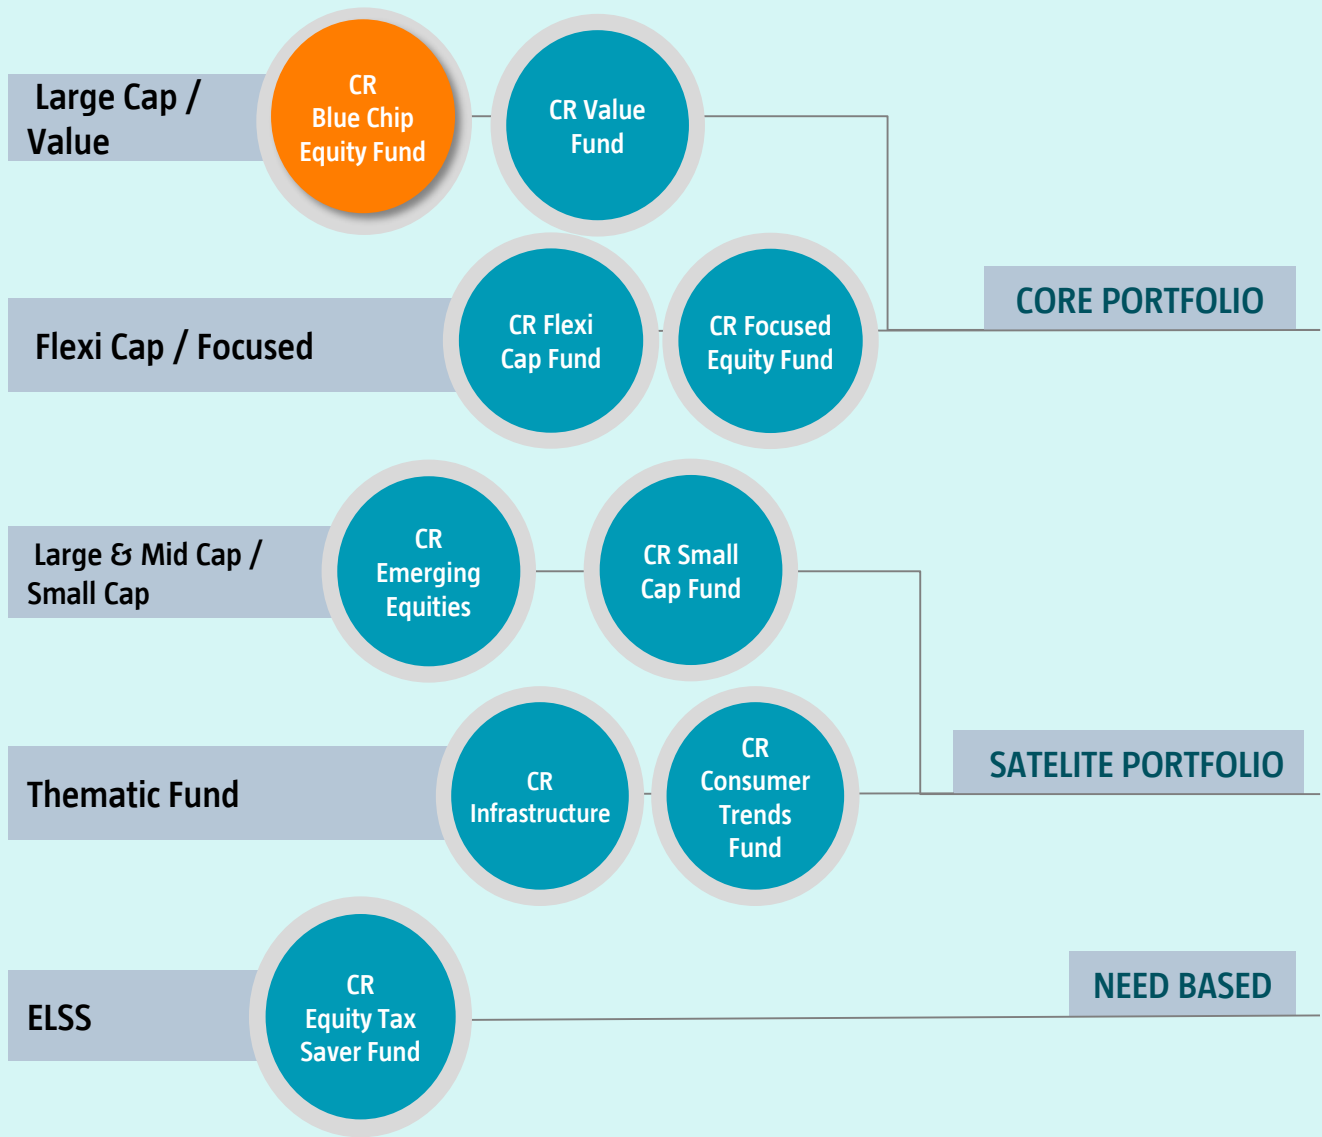 Large Cap /
Value
CR
Blue Chip
Equity Fund
CR Value
Fund
Flexi Cap / Focused
CR Flexi
Cap Fund
CR Focused
Equity Fund
CORE PORTFOLIO
Large & Mid Cap /
Small Cap
CR
Emerging
Equities
CR Small
Cap Fund
Thematic Fund
CR
Infrastructure
CR
Consumer
Trends
Fund
SATELITE PORTFOLIO
ELSS
CR
Equity Tax
Saver Fund
NEED BASED